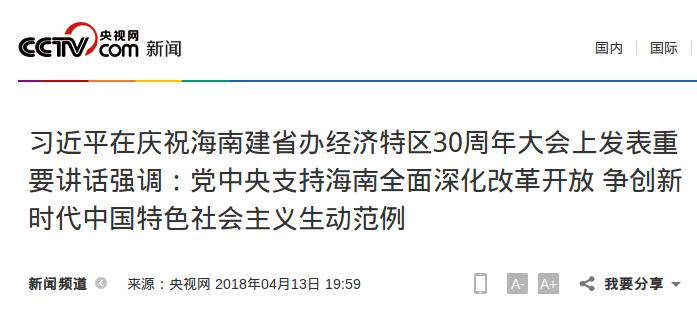 CCTV央视网
com 新闻
国内 国际
习近平在庆祝海南建省办经济特区30周年大会上发表重
要讲话强调：党中央支持海南全面深化改革开放 争创新
时代中国特色社会主义生动范例
新闻频道 来源：央视网 2018年04月13日 19:59 A- A+ 我要分享